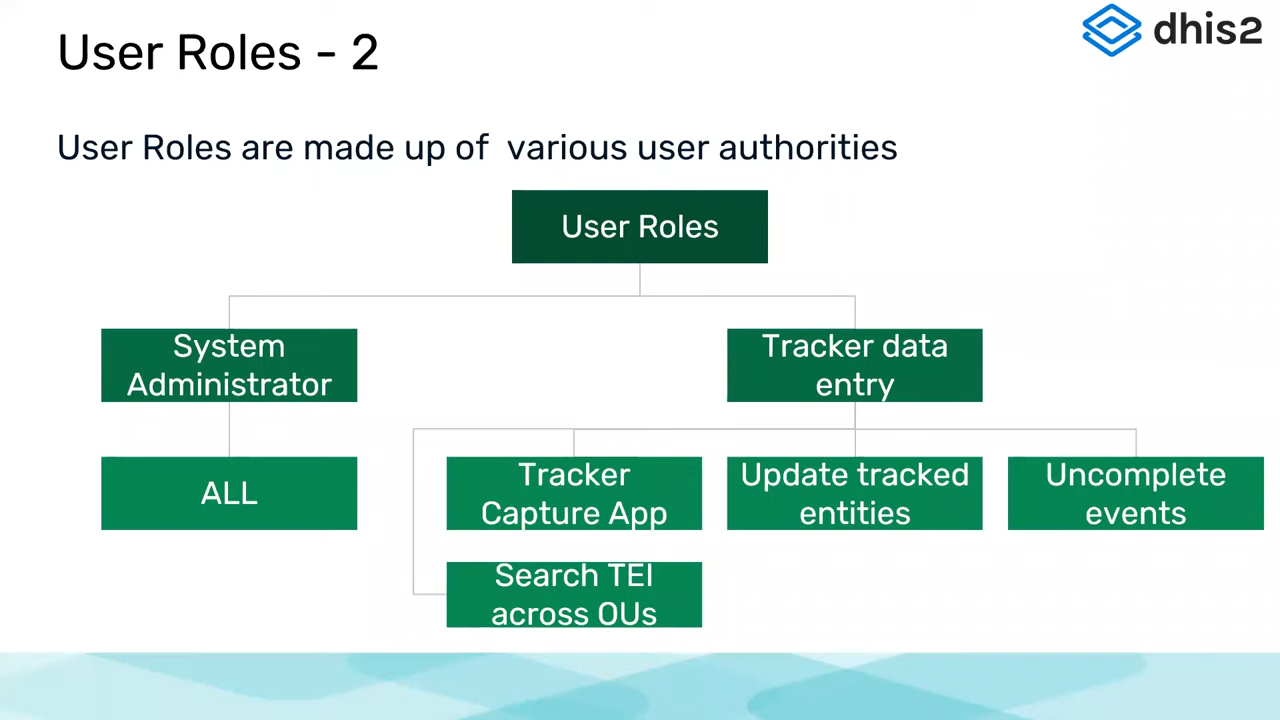 User Roles - 2
dhis2
User Roles are made up of various user authorities
User Roles
System
Administrator
Tracker data
entry
ALL
Tracker
Capture App
Update tracked
entities
Uncomplete
events
Search TEI
across OUs